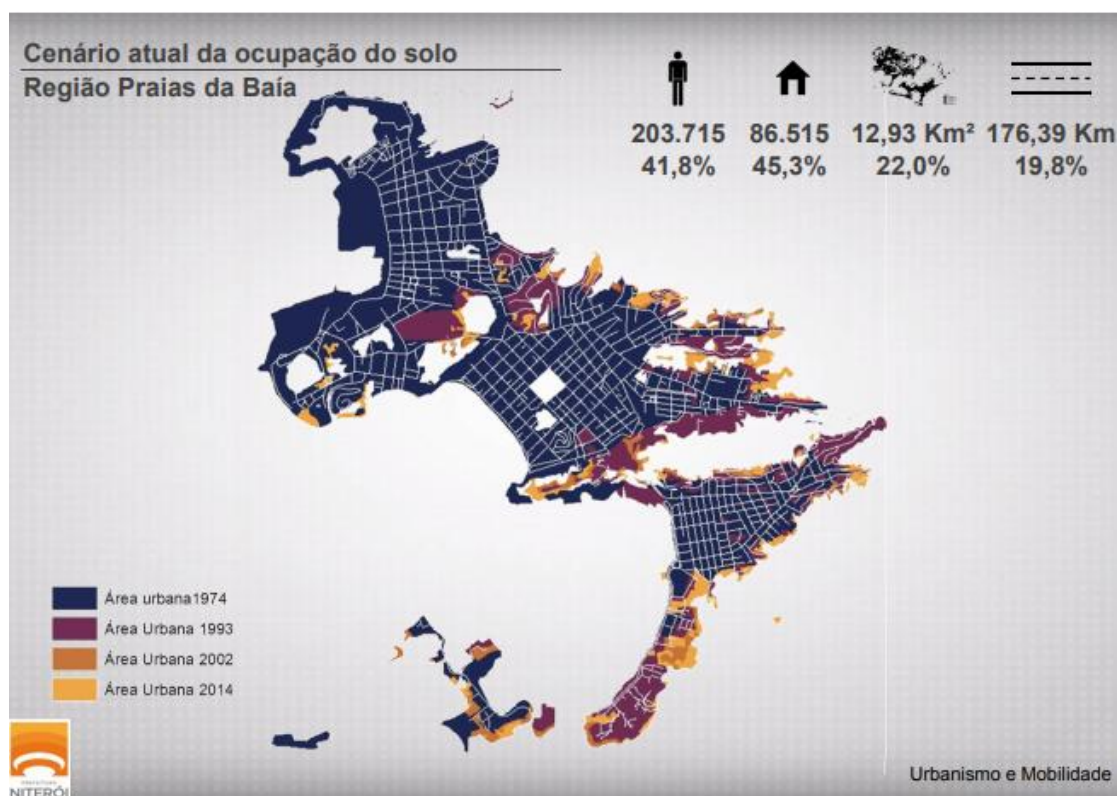 Cenário atual da ocupação do solo
Região Praias da Baía
203.715 86.515 12,93 Km² 176,39 Km
41,8% 45,3% 22,0% 19,8%
Área urbana1974
Área Urbana 1993
Área Urbana 2002
Área Urbana 2014
PREFEITURA
NITERÓI
Urbanismo e Mobilidade